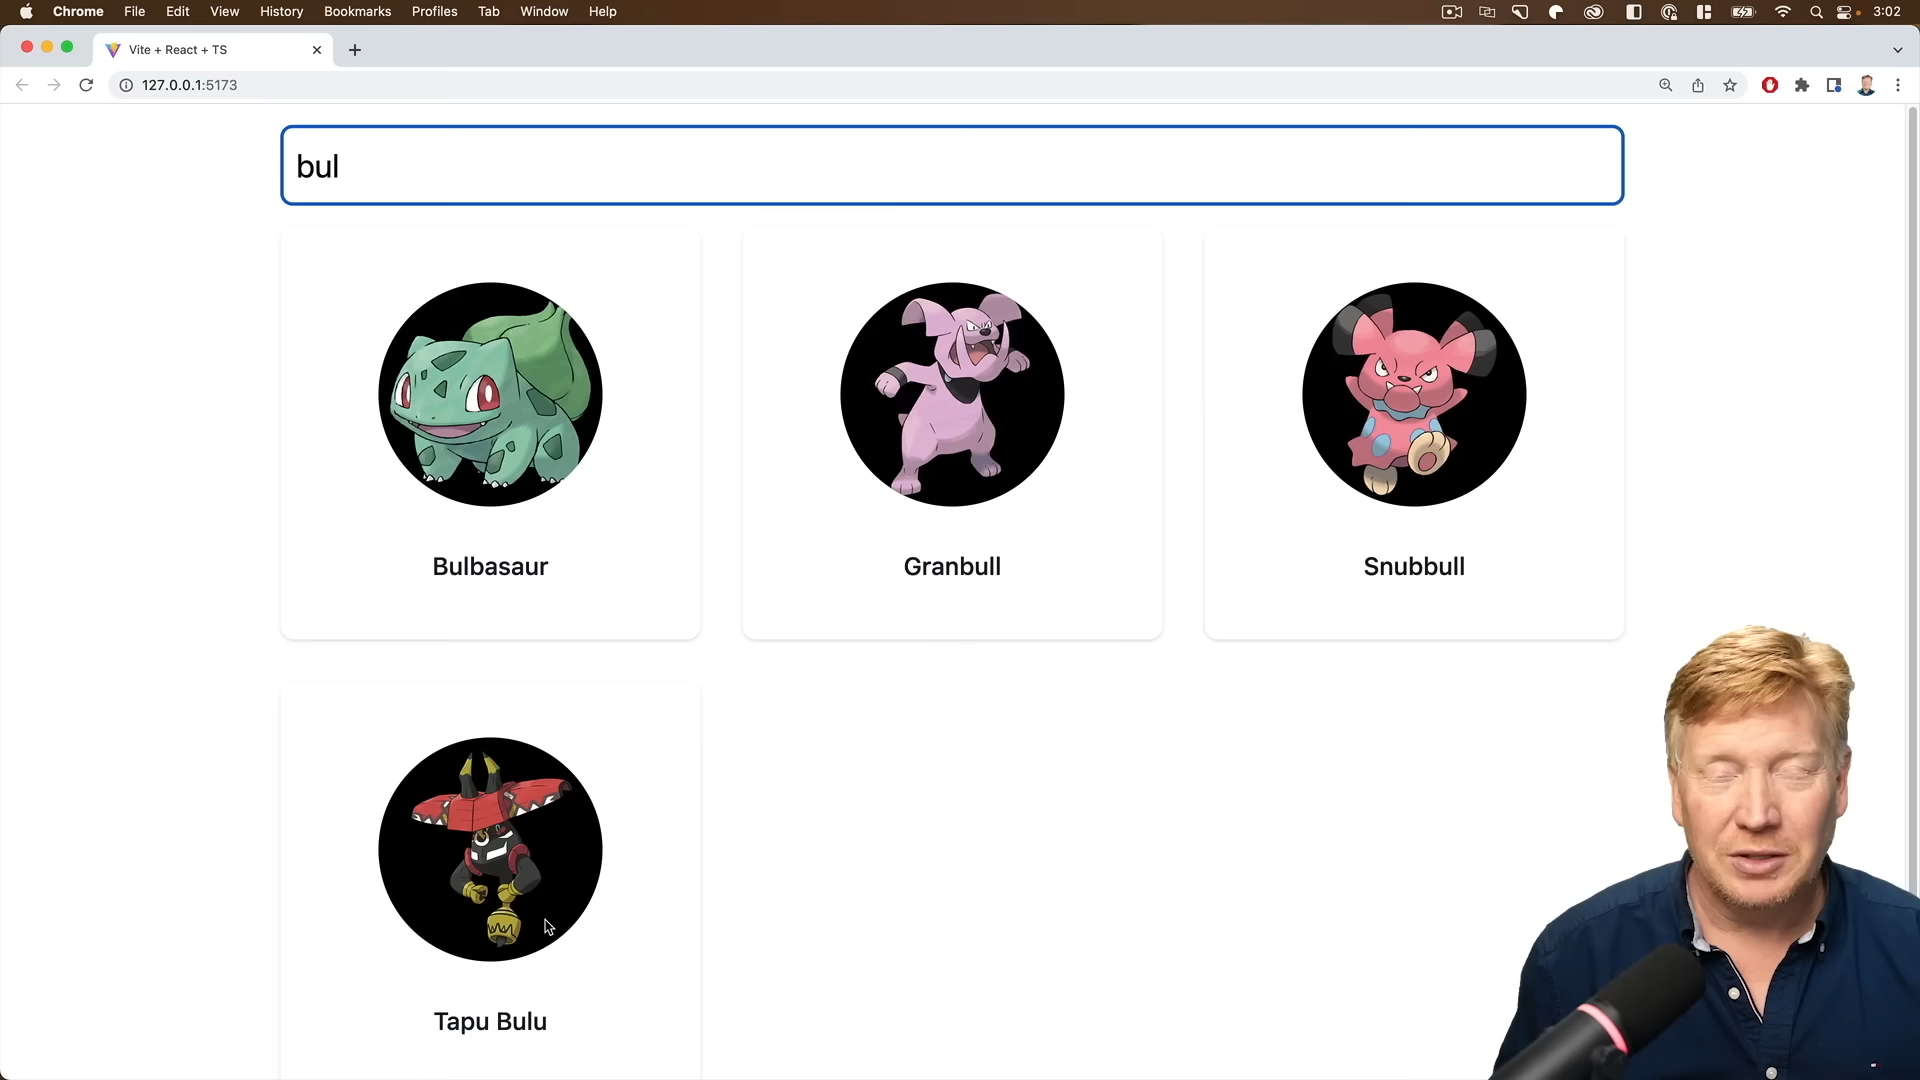 Chrome File Edit View History Bookmarks Profiles Tab Window Help 3:02
Vite + React + TS
127.0.0.1:5173
bul
Bulbasaur Granbull Snubbull
Tapu Bulu